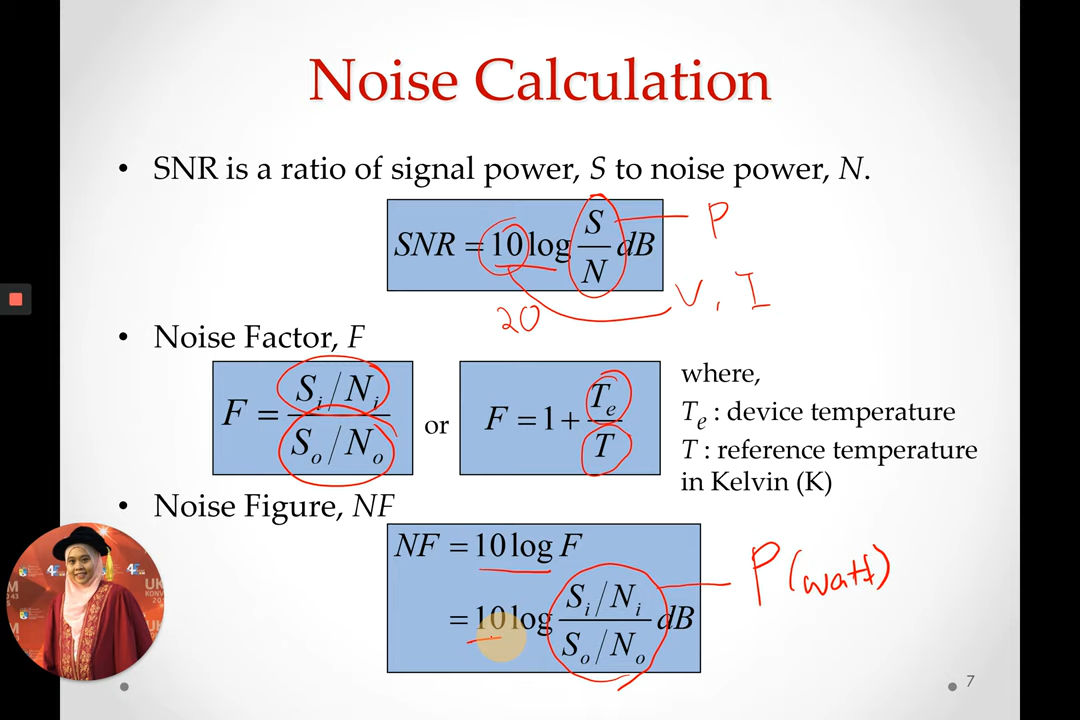 Noise Calculation
• SNR is a ratio of signal power, S to noise power, N.
SNR = 10 log S/N dB
P
20
V, I
• Noise Factor, F
F = (S_i/N_i)/(S_o/N_o)
or
F = 1 + T_e/T
where,
T_e : device temperature
T : reference temperature
in Kelvin (K)
• Noise Figure, NF
NF = 10 log F
= 10 log (S_i/N_i)/(S_o/N_o) dB
P (watt)
7